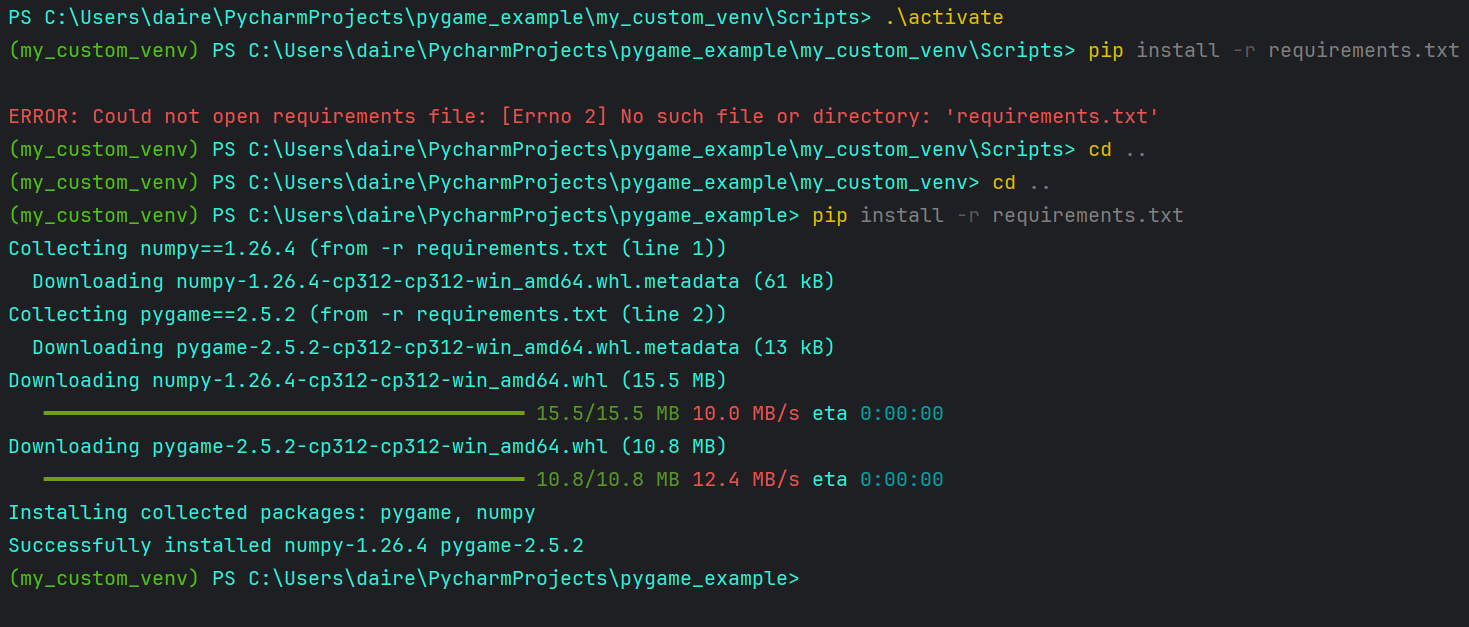 PS C:\Users\daire\PycharmProjects\pygame_example\my_custom_venv\Scripts> .\activate
(my_custom_venv) PS C:\Users\daire\PycharmProjects\pygame_example\my_custom_venv\Scripts> pip install -r requirements.txt
ERROR: Could not open requirements file: [Errno 2] No such file or directory: 'requirements.txt'
(my_custom_venv) PS C:\Users\daire\PycharmProjects\pygame_example\my_custom_venv\Scripts> cd ..
(my_custom_venv) PS C:\Users\daire\PycharmProjects\pygame_example\my_custom_venv> cd ..
(my_custom_venv) PS C:\Users\daire\PycharmProjects\pygame_example> pip install -r requirements.txt
Collecting numpy==1.26.4 (from -r requirements.txt (line 1))
  Downloading numpy-1.26.4-cp312-cp312-win_amd64.whl.metadata (61 kB)
Collecting pygame==2.5.2 (from -r requirements.txt (line 2))
  Downloading pygame-2.5.2-cp312-cp312-win_amd64.whl.metadata (13 kB)
Downloading numpy-1.26.4-cp312-cp312-win_amd64.whl (15.5 MB)
15.5/15.5 MB 10.0 MB/s eta 0:00:00
Downloading pygame-2.5.2-cp312-cp312-win_amd64.whl (10.8 MB)
10.8/10.8 MB 12.4 MB/s eta 0:00:00
Installing collected packages: pygame, numpy
Successfully installed numpy-1.26.4 pygame-2.5.2
(my_custom_venv) PS C:\Users\daire\PycharmProjects\pygame_example>